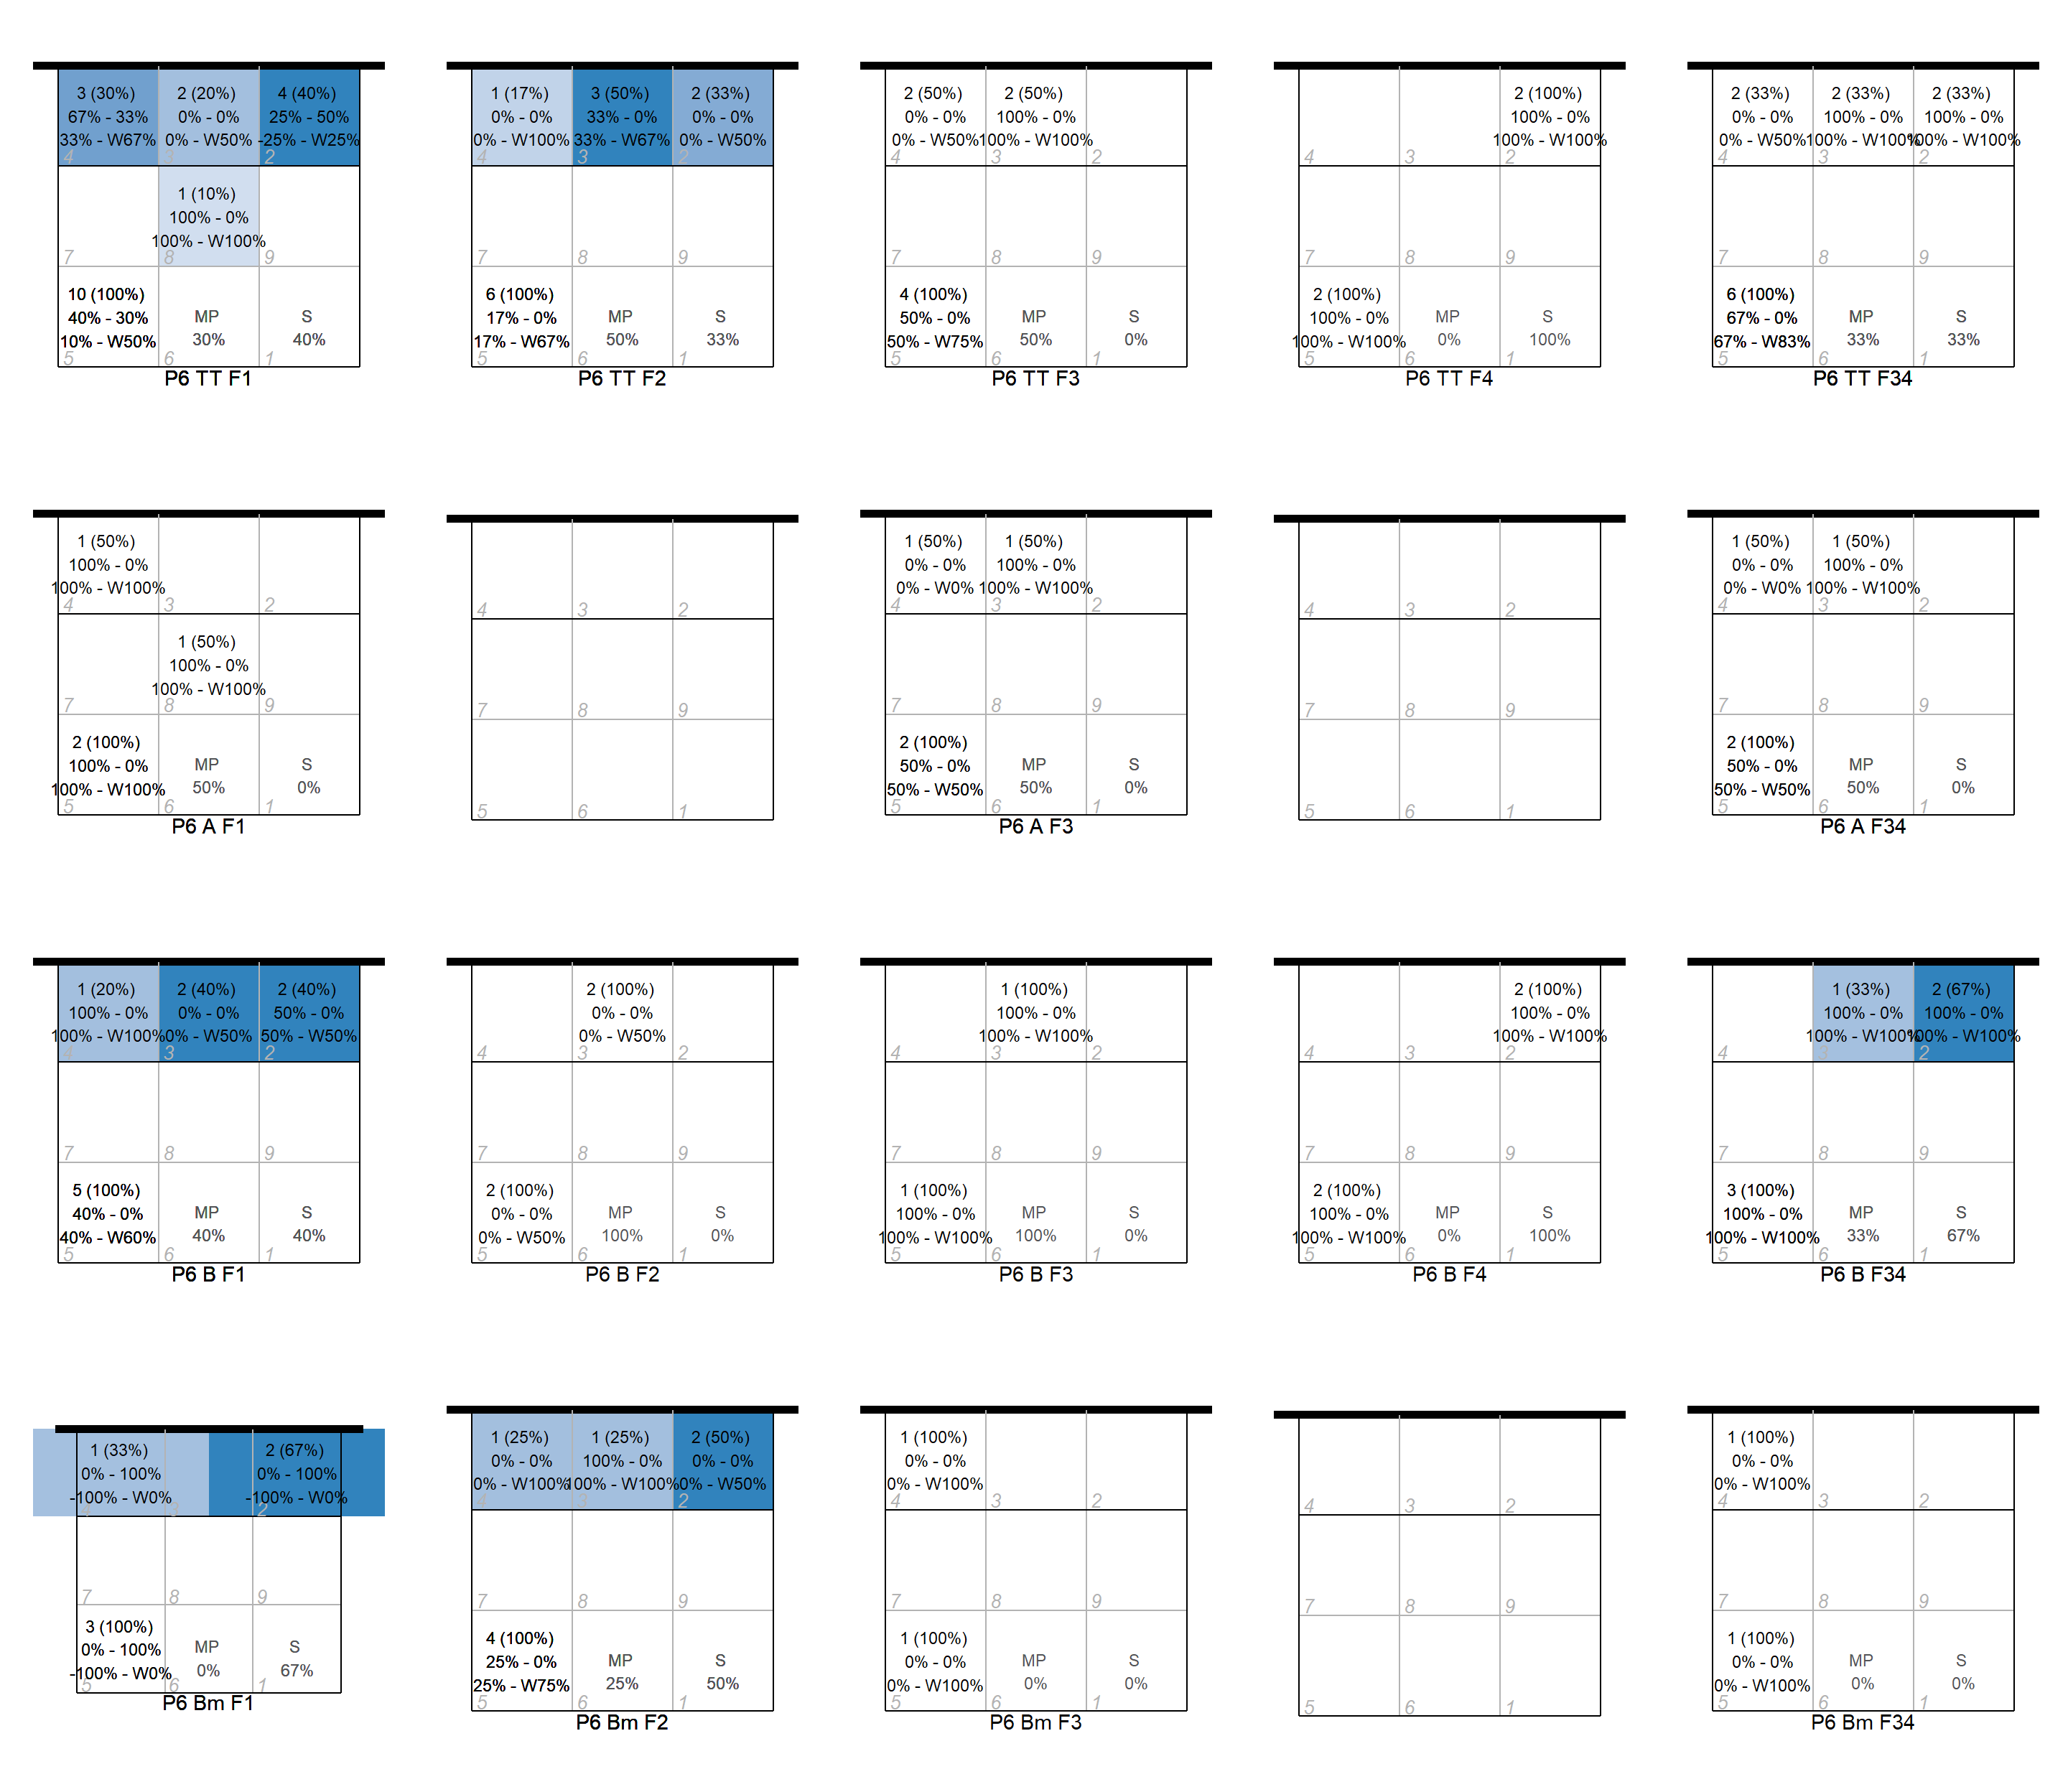 3 (30%) 2 (20%) 4 (40%)
67% - 33% 0% - 0% 25% - 50%
33% - W67% 0% - W50% -25% - W25%
4 3 2
1 (10%)
100% - 0%
100% - W100%
7 8 9
10 (100%)
40% - 30% MP S
10% - W50% 30% 40%
5 6 1
P6 TT F1
1 (17%) 3 (50%) 2 (33%)
0% - 0% 33% - 0% 0% - 0%
0% - W100% 33% - W67% 0% - W50%
4 3 2
7 8 9
6 (100%)
17% - 0% MP S
17% - W67% 50% 33%
5 6 1
P6 TT F2
2 (50%) 2 (50%)
0% - 0% 100% - 0%
0% - W50% 100% - W100%
4 3 2
7 8 9
4 (100%)
50% - 0% MP S
50% - W75% 50% 0%
5 6 1
P6 TT F3
2 (100%)
100% - 0%
100% - W100%
4 3 2
7 8 9
2 (100%)
100% - 0% MP S
100% - W100% 0% 100%
5 6 1
P6 TT F4
2 (33%) 2 (33%) 2 (33%)
0% - 0% 100% - 0% 100% - 0%
0% - W50% 100% - W100% 100% - W100%
4 3 2
7 8 9
6 (100%)
67% - 0% MP S
67% - W83% 33% 33%
5 6 1
P6 TT F34
1 (50%)
100% - 0%
100% - W100%
4 3 2
1 (50%)
100% - 0%
100% - W100%
7 8 9
2 (100%)
100% - 0% MP S
100% - W100% 50% 0%
5 6 1
P6 A F1
4 3 2
7 8 9
5 6 1
1 (50%) 1 (50%)
0% - 0% 100% - 0%
0% - W0% 100% - W100%
4 3 2
7 8 9
2 (100%)
50% - 0% MP S
50% - W50% 50% 0%
5 6 1
P6 A F3
4 3 2
7 8 9
5 6 1
1 (50%) 1 (50%)
0% - 0% 100% - 0%
0% - W0% 100% - W100%
4 3 2
7 8 9
2 (100%)
50% - 0% MP S
50% - W50% 50% 0%
5 6 1
P6 A F34
1 (20%) 2 (40%) 2 (40%)
100% - 0% 0% - 0% 50% - 0%
100% - W100% 0% - W50% 50% - W50%
4 3 2
7 8 9
5 (100%)
40% - 0% MP S
40% - W60% 40% 40%
5 6 1
P6 B F1
2 (100%)
0% - 0%
0% - W50%
4 3 2
7 8 9
2 (100%)
0% - 0% MP S
0% - W50% 100% 0%
5 6 1
P6 B F2
1 (100%)
100% - 0%
100% - W100%
4 3 2
7 8 9
1 (100%)
100% - 0% MP S
100% - W100% 100% 0%
5 6 1
P6 B F3
2 (100%)
100% - 0%
100% - W100%
4 3 2
7 8 9
2 (100%)
100% - 0% MP S
100% - W100% 0% 100%
5 6 1
P6 B F4
1 (33%) 2 (67%)
100% - 0% 100% - 0%
100% - W100% 100% - W100%
4 3 2
7 8 9
3 (100%)
100% - 0% MP S
100% - W100% 33% 67%
5 6 1
P6 B F34
1 (33%) 2 (67%)
0% - 100% 0% - 100%
-100% - W0% -100% - W0%
4 3 2
7 8 9
3 (100%)
0% - 100% MP S
-100% - W0% 0% 67%
5 6 1
P6 Bm F1
1 (25%) 1 (25%) 2 (50%)
0% - 0% 100% - 0% 0% - 0%
0% - W100% 100% - W100% 0% - W50%
4 3 2
7 8 9
4 (100%)
25% - 0% MP S
25% - W75% 25% 50%
5 6 1
P6 Bm F2
1 (100%)
0% - 0%
0% - W100%
4 3 2
7 8 9
1 (100%)
0% - 0% MP S
0% - W100% 0% 0%
5 6 1
P6 Bm F3
4 3 2
7 8 9
5 6 1
1 (100%)
0% - 0%
0% - W100%
4 3 2
7 8 9
1 (100%)
0% - 0% MP S
0% - W100% 0% 0%
5 6 1
P6 Bm F34